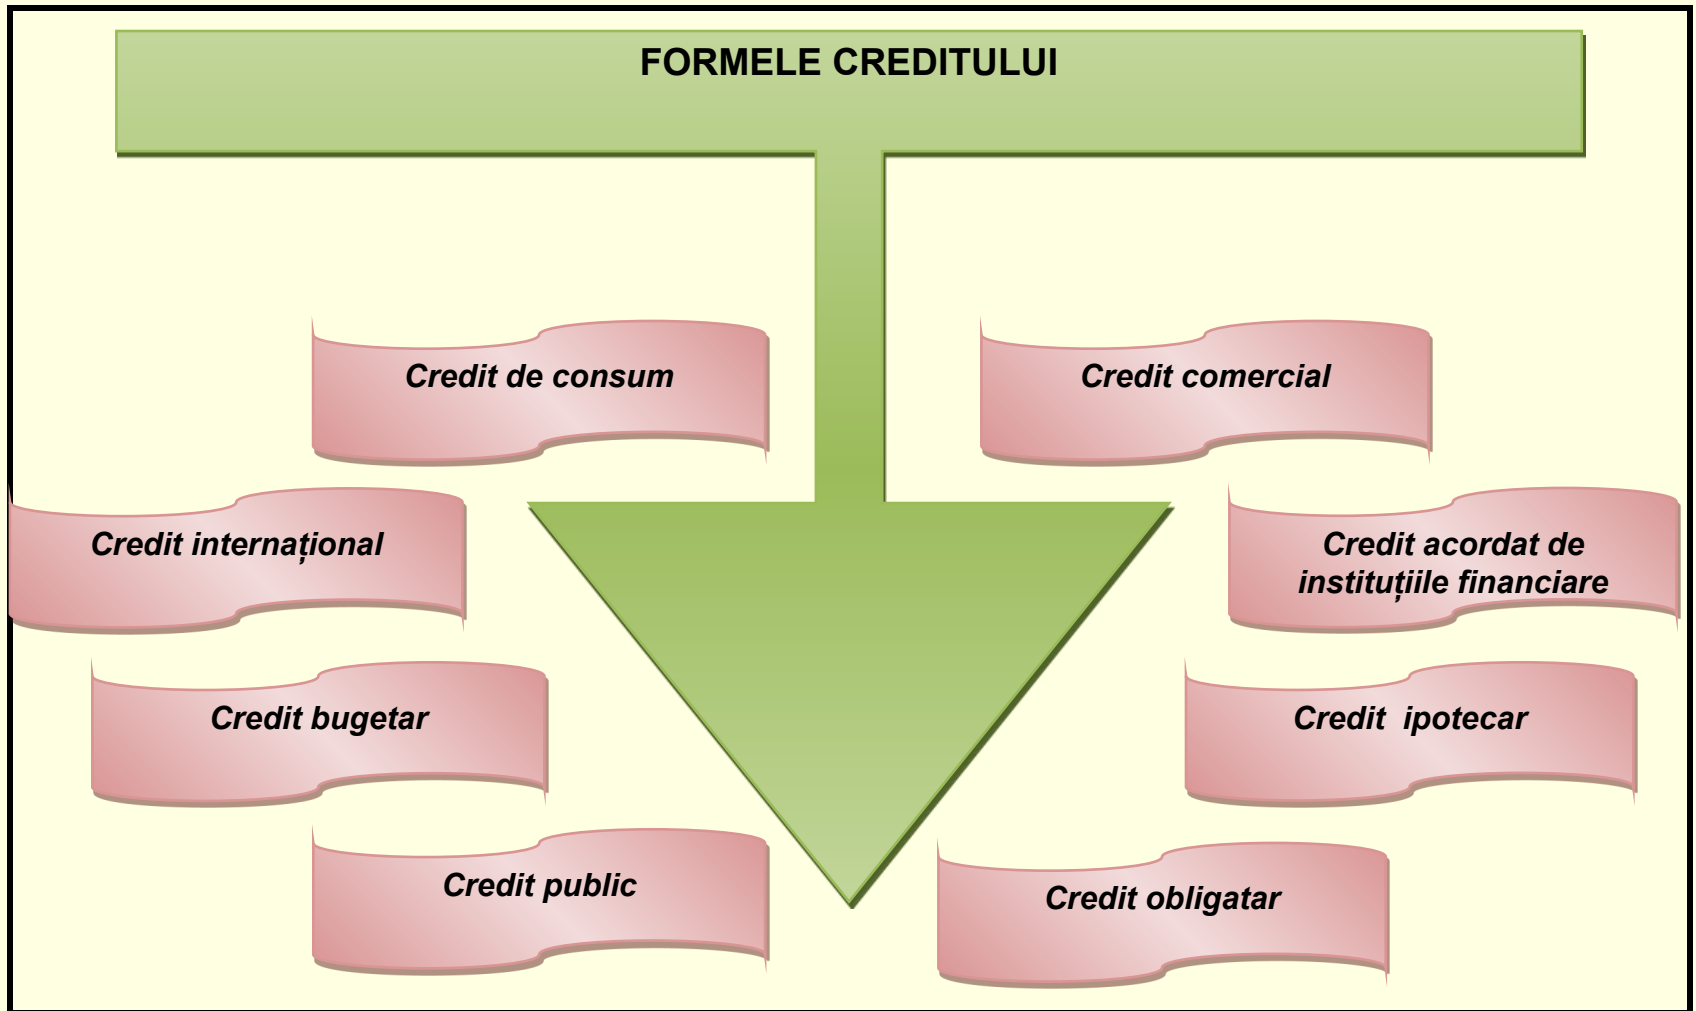 FORMELE CREDITULUI
Credit de consum
Credit comercial
Credit internațional
Credit acordat de
instituțiile financiare
Credit bugetar
Credit ipotecar
Credit public
Credit obligatar